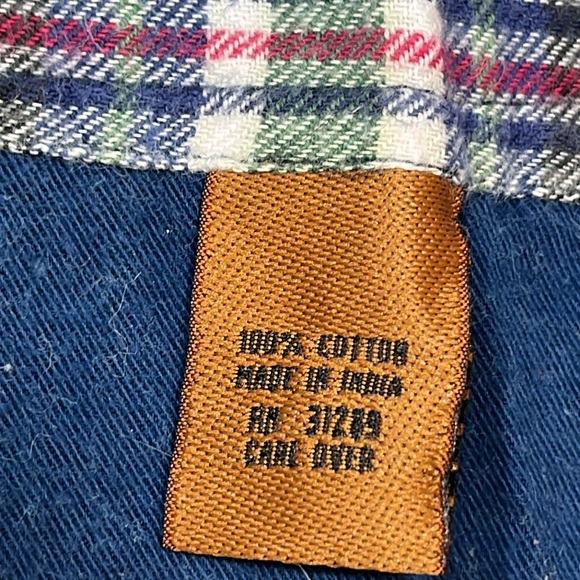 100% COTTON
MADE IN INDIA
RN 31289
CARE OVER